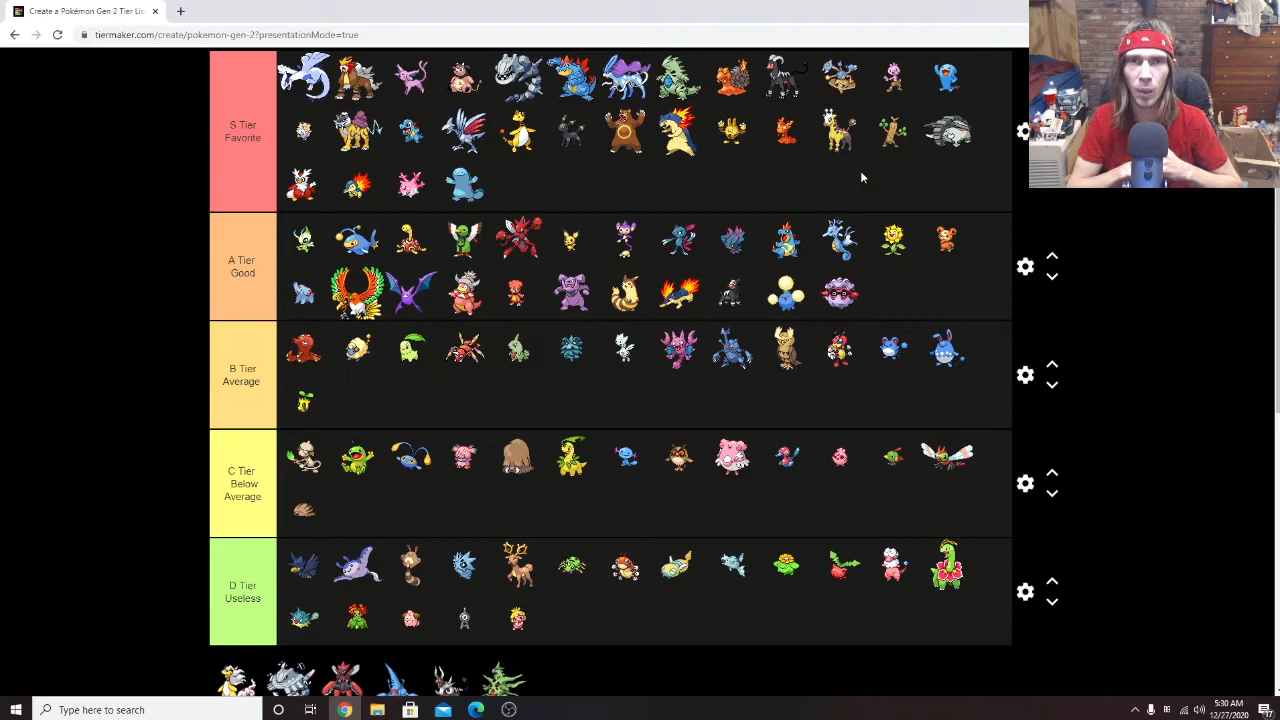 Create a Pokémon Gen 2 Tier Lis
tiermaker.com/create/pokemon-gen-2?presentationMode=true
S Tier
Favorite
A Tier
Good
B Tier
Average
C Tier
Below
Average
D Tier
Useless
Type here to search
5:30 AM
12/27/2020